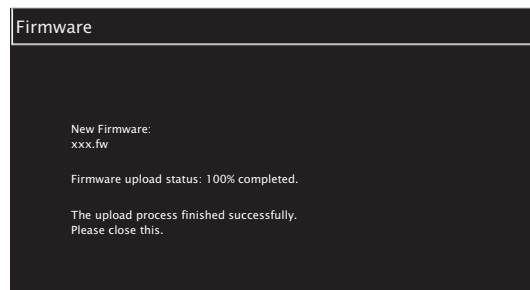 Firmware
New Firmware:
xxx.fw
Firmware upload status: 100% completed.
The upload process finished successfully.
Please close this.